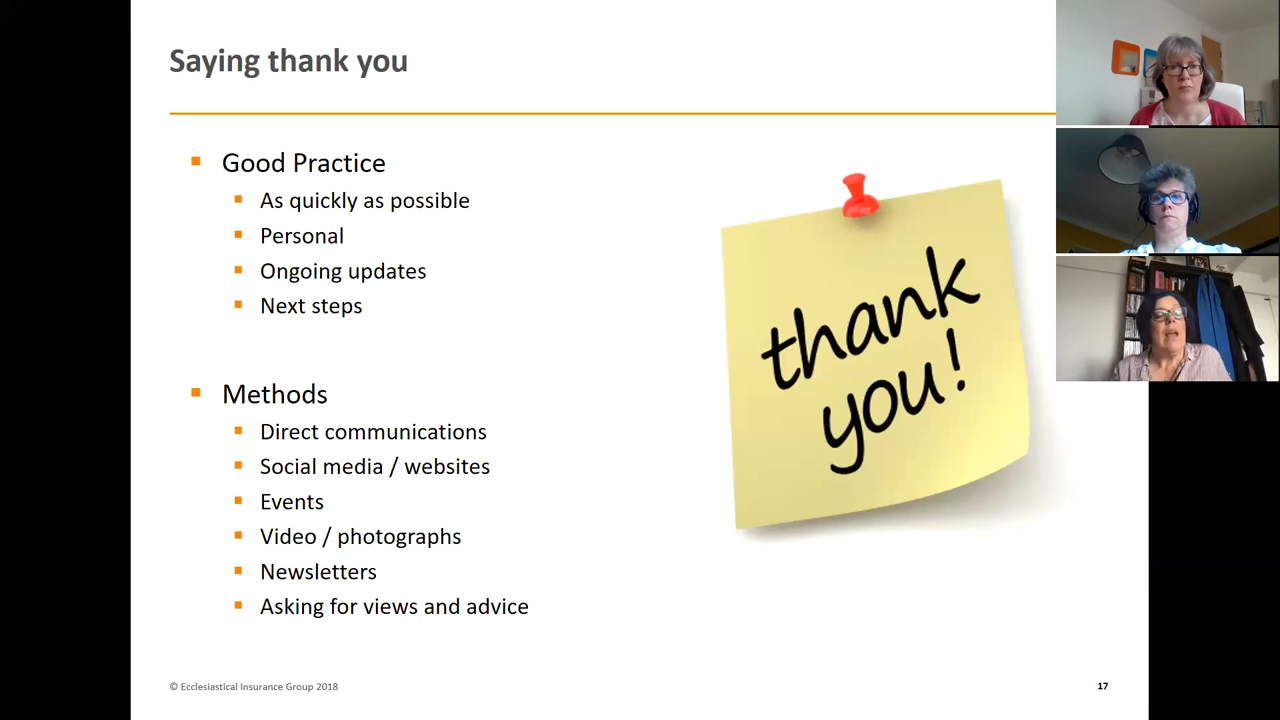 Saying thank you
Good Practice
As quickly as possible
Personal
Ongoing updates
Next steps
Methods
Direct communications
Social media / websites
Events
Video / photographs
Newsletters
Asking for views and advice
thank
you!
© Ecclesiastical Insurance Group 2018
17